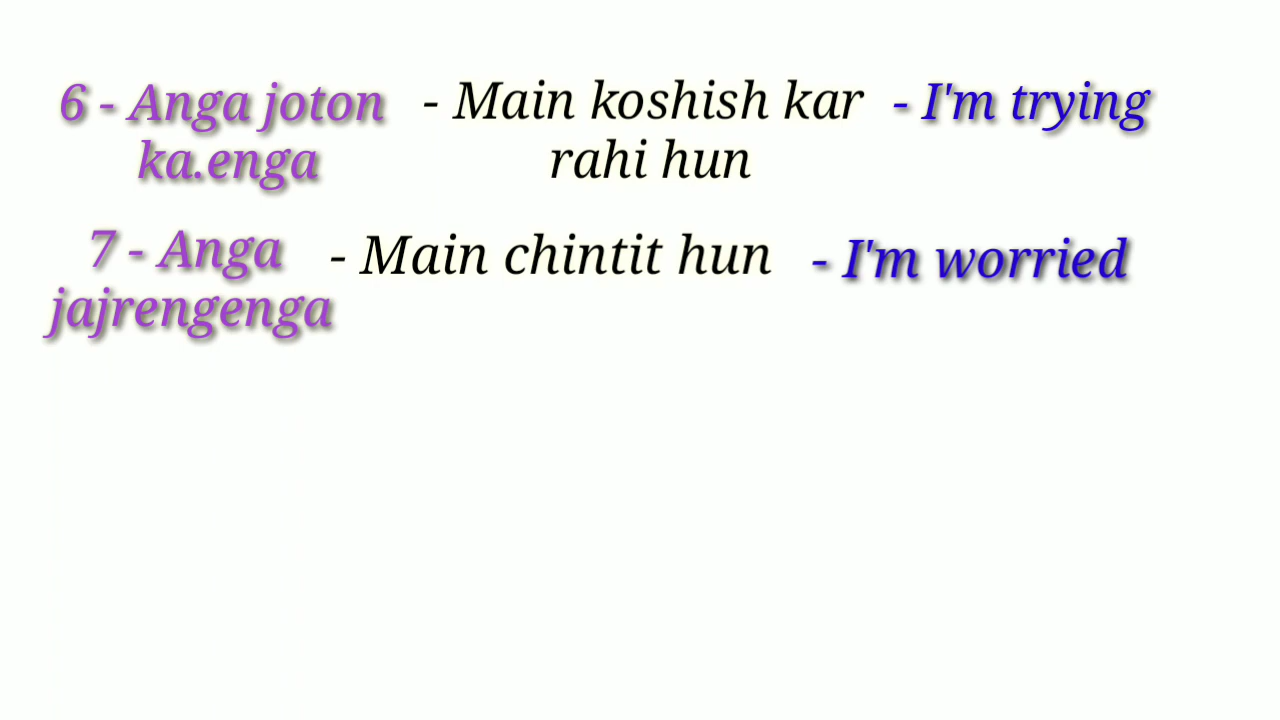 6 - Anga joton - Main koshish kar - I'm trying
ka.enga rahi hun
7 - Anga - Main chintit hun - I'm worried
jajrengenga